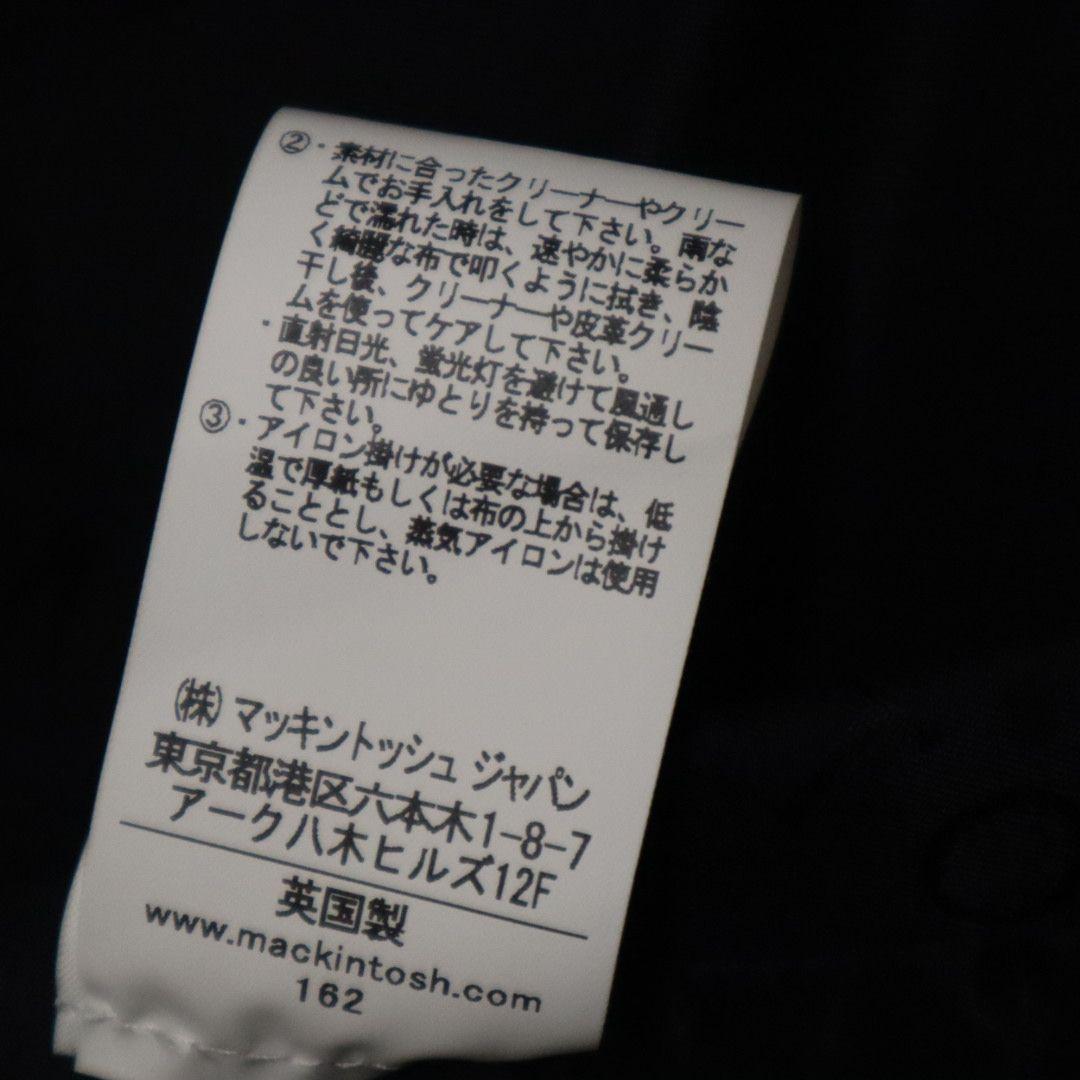 ②・素材に合ったクリーナーやクリー
ムでお手入れをして下さい。雨な
どで濡れた時は、速やかに柔らか
く綺麗な布で叩くように拭き、陰
干し後、クリーナーや皮革クリー
ムを使ってケアして下さい。
・直射日光、蛍光灯を避けて風通し
の良い所にゆとりを持って保存し
て下さい。
③・アイロン掛けが必要な場合は、低
温で厚紙もしくは布の上から掛け
ることとし、蒸気アイロンは使用
しないで下さい。
(株)マッキントッシュ ジャパン
東京都港区六本木1-8-7
アーク八木ヒルズ12F
英国製
www.mackintosh.com
162